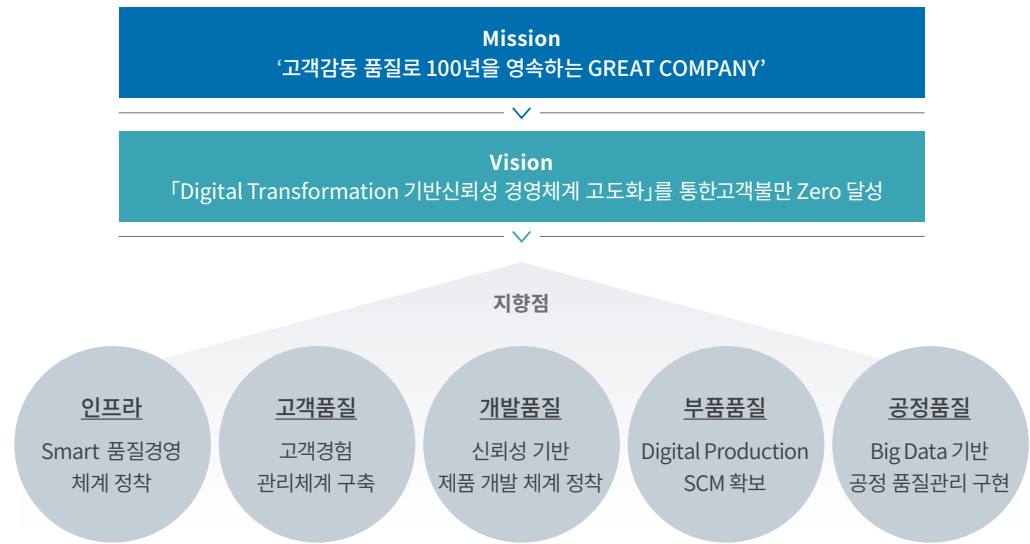 Mission
‘고객감동 품질로 100년을 영속하는 GREAT COMPANY’
Vision
「Digital Transformation 기반신뢰성 경영체계 고도화」를 통한고객불만 Zero 달성
지향점
인프라
Smart 품질경영
체계 정착
고객품질
고객경험
관리체계 구축
개발품질
신뢰성 기반
제품 개발 체계 정착
부품품질
Digital Production
SCM 확보
공정품질
Big Data 기반
공정 품질관리 구현